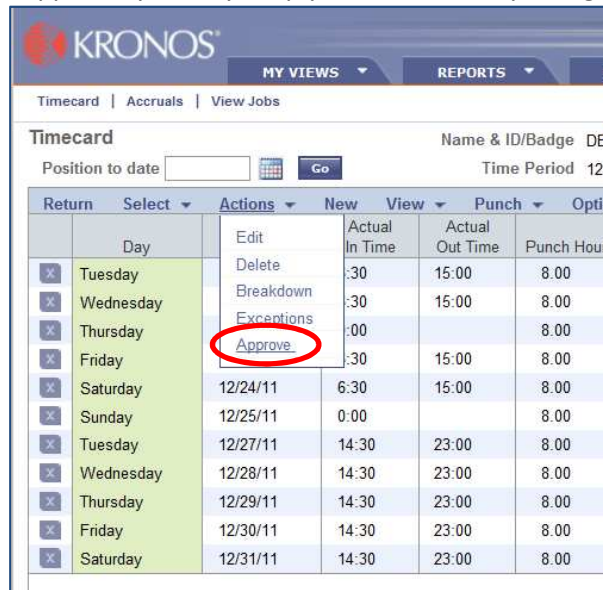 KRONOS
MY VIEWS REPORTS
Timecard | Accruals | View Jobs
Timecard Name & ID/Badge
Position to date Go Time Period 12
Return Select Actions New View Punch
Day Actual In Time Actual Out Time Punch
Edit
Delete
Breakdown
Exceptions
Approve
Tuesday :30 15:00 8.00
Wednesday :30 15:00 8.00
Thursday :00 8.00
Friday :30 15:00 8.00
Saturday 12/24/11 6:30 15:00 8.00
Sunday 12/25/11 0:00 8.00
Tuesday 12/27/11 14:30 23:00 8.00
Wednesday 12/28/11 14:30 23:00 8.00
Thursday 12/29/11 14:30 23:00 8.00
Friday 12/30/11 14:30 23:00 8.00
Saturday 12/31/11 14:30 23:00 8.00